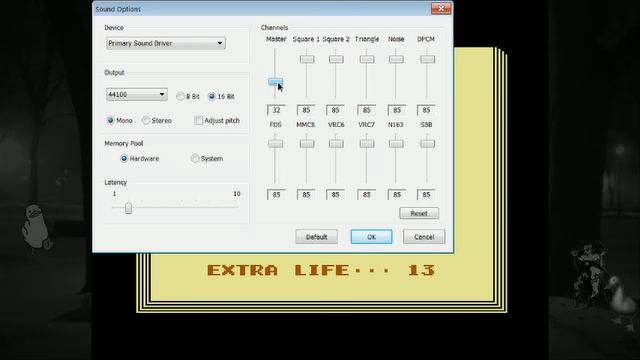 Sound Options
Device
Primary Sound Driver
Output
44100
8 Bit
16 Bit
Mono
Stereo
Adjust pitch
Memory Pool
Hardware
System
Latency
1
10
Channels
Master Square 1 Square 2 Triangle Noise DPCM
32 85 85 85 85 85
FDS MMC5 VRC6 VRC7 N163 S5B
85 85 85 85 85 85
Reset
Default
OK
Cancel
EXTRA LIFE··· 13